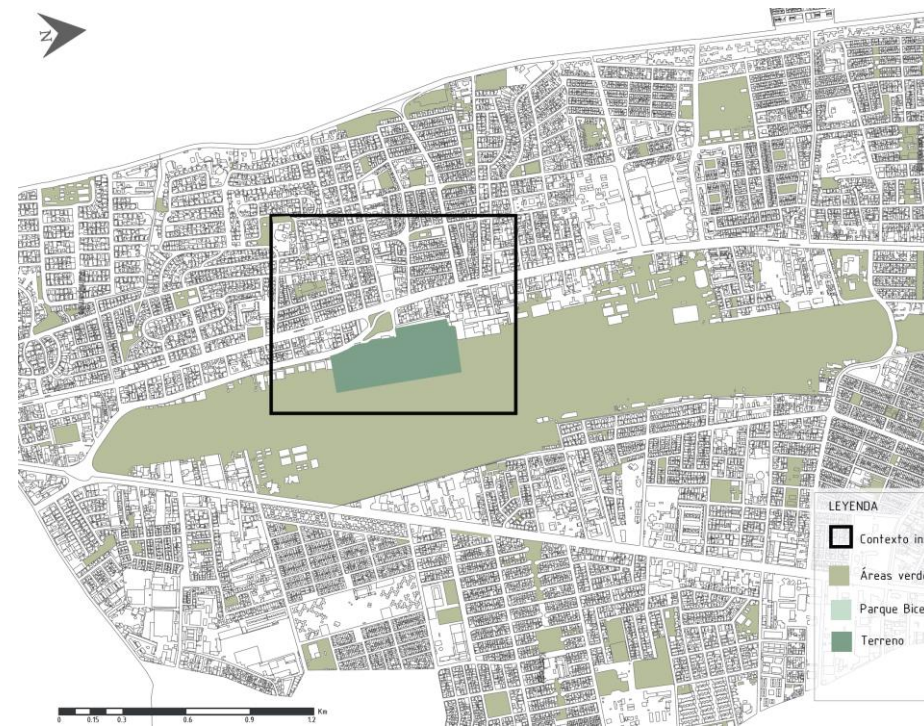 N
LEYENDA
Contexto in
Áreas verd
Parque Bice
Terreno
Km
0 0.15 0.3 0.6 0.9 1.2